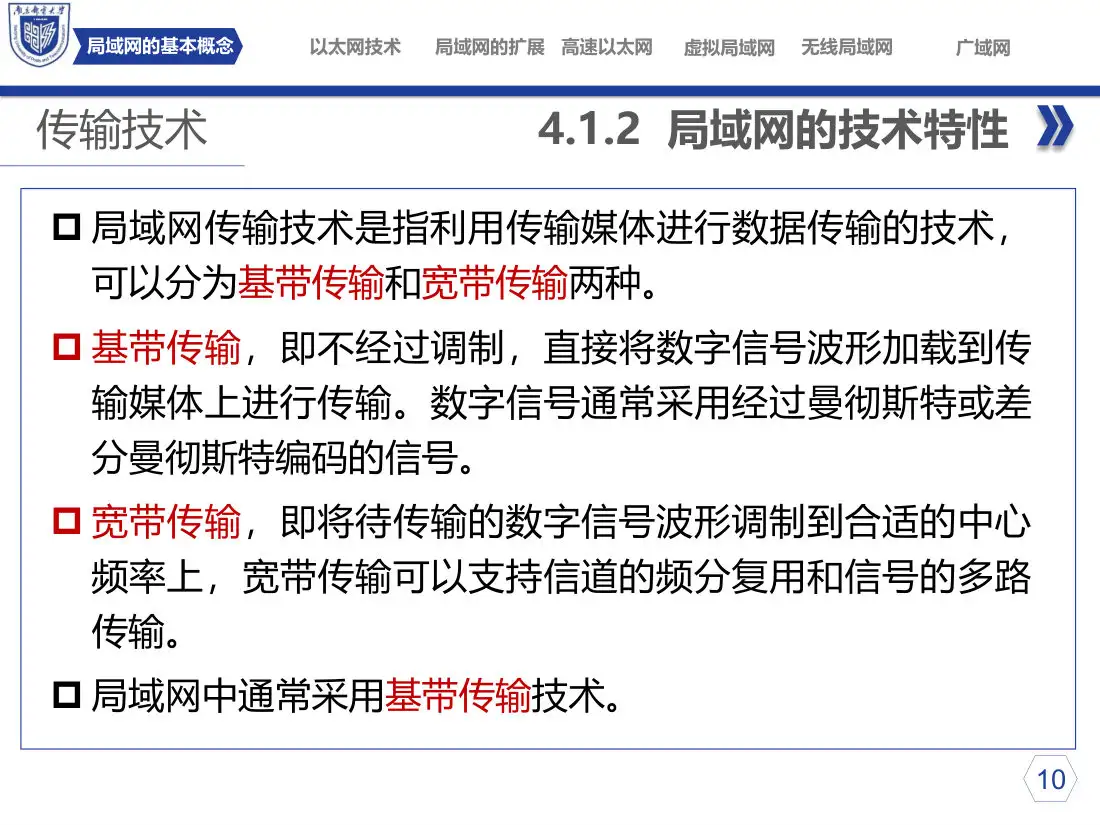 南京邮电大学
局域网的基本概念 以太网技术 局域网的扩展 高速以太网 虚拟局域网 无线局域网 广域网
传输技术
4.1.2 局域网的技术特性
局域网传输技术是指利用传输媒体进行数据传输的技术，
可以分为基带传输和宽带传输两种。
基带传输，即不经过调制，直接将数字信号波形加载到传
输媒体上进行传输。数字信号通常采用经过曼彻斯特或差
分曼彻斯特编码的信号。
宽带传输，即将待传输的数字信号波形调制到合适的中心
频率上，宽带传输可以支持信道的频分复用和信号的多路
传输。
局域网中通常采用基带传输技术。
10